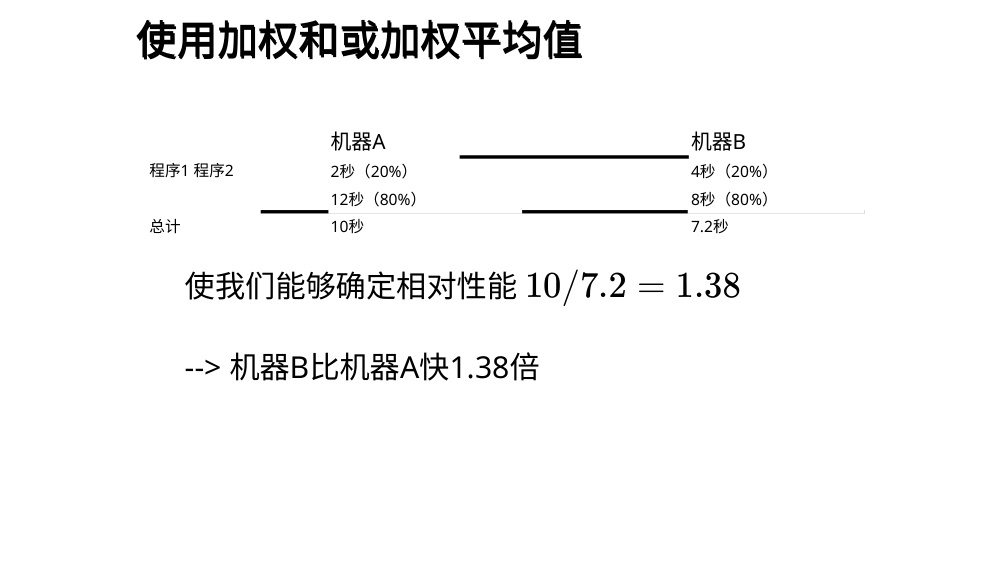 使用加权和或加权平均值
机器A 机器B
程序1 程序2 2秒（20%） 4秒（20%）
12秒（80%） 8秒（80%）
总计 10秒 7.2秒
使我们能够确定相对性能 10/7.2 = 1.38
--> 机器B比机器A快1.38倍